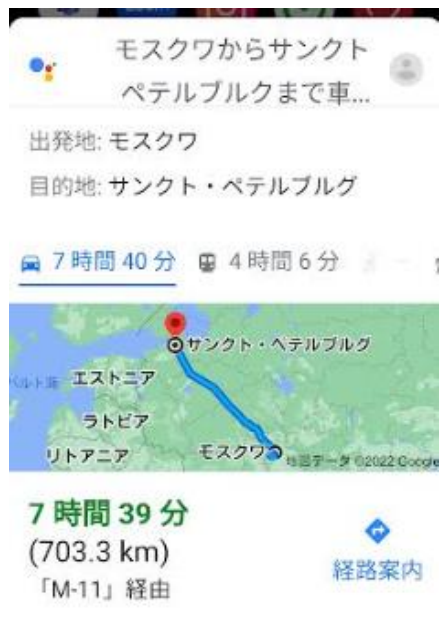 モスクワからサンクト
ペテルブルクまで車...
出発地: モスクワ
目的地: サンクト・ペテルブルグ
7 時間 40 分 4 時間 6 分
サンクト・ペテルブルグ
バルト海 エストニア
ラトビア
リトアニア モスクワ
地図データ ©2022 Google
7 時間 39 分
(703.3 km)
「M-11」経由
経路案内